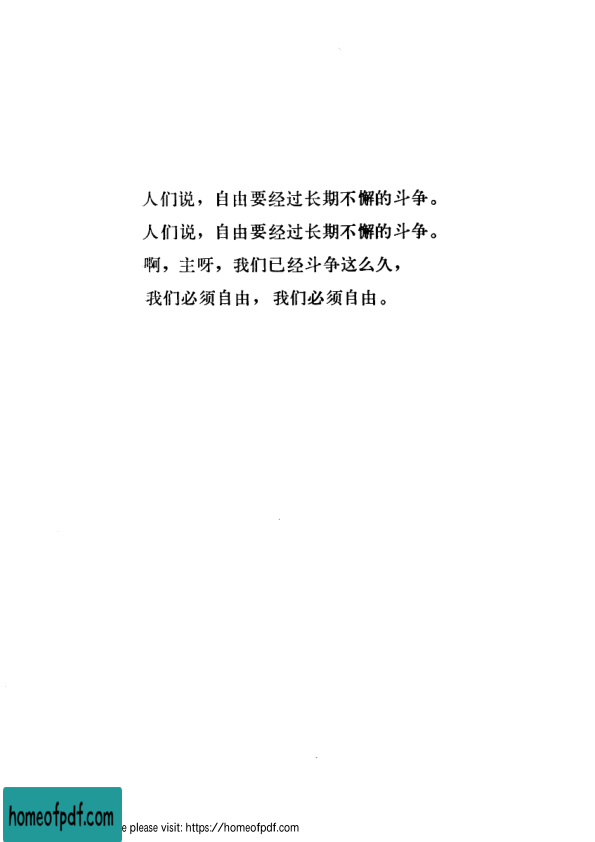 人们说，自由要经过长期不懈的斗争。
人们说，自由要经过长期不懈的斗争。
啊，主呀，我们已经斗争这么久，
我们必须自由，我们必须自由。
homeofpdf.com
e please visit: https://homeofpdf.com